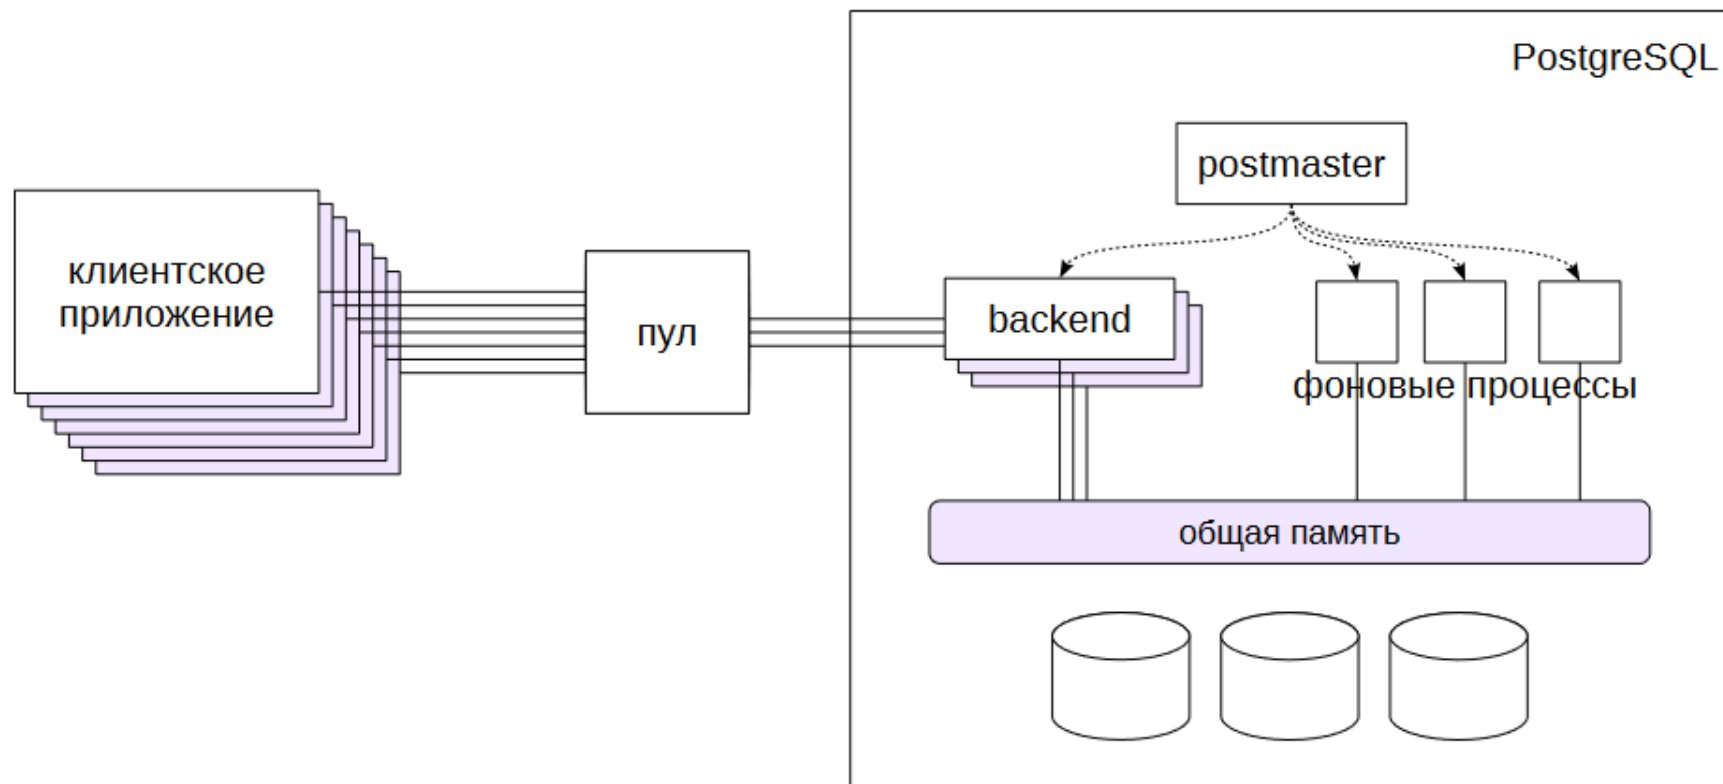 PostgreSQL
postmaster
клиентское
приложение
пул
backend
фоновые процессы
общая память